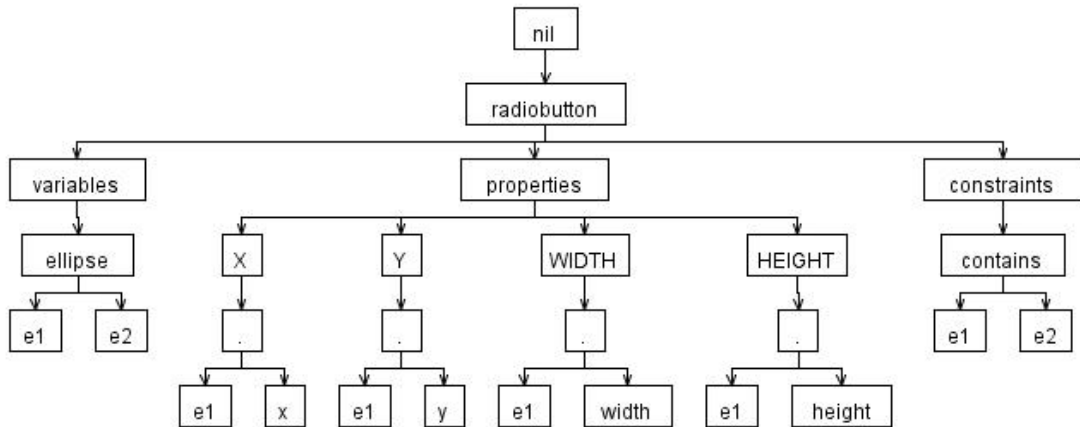 nil
radiobutton
variables properties constraints
ellipse X Y WIDTH HEIGHT contains
e1 e2 . . . . e1 e2
e1 x e1 y e1 width e1 height